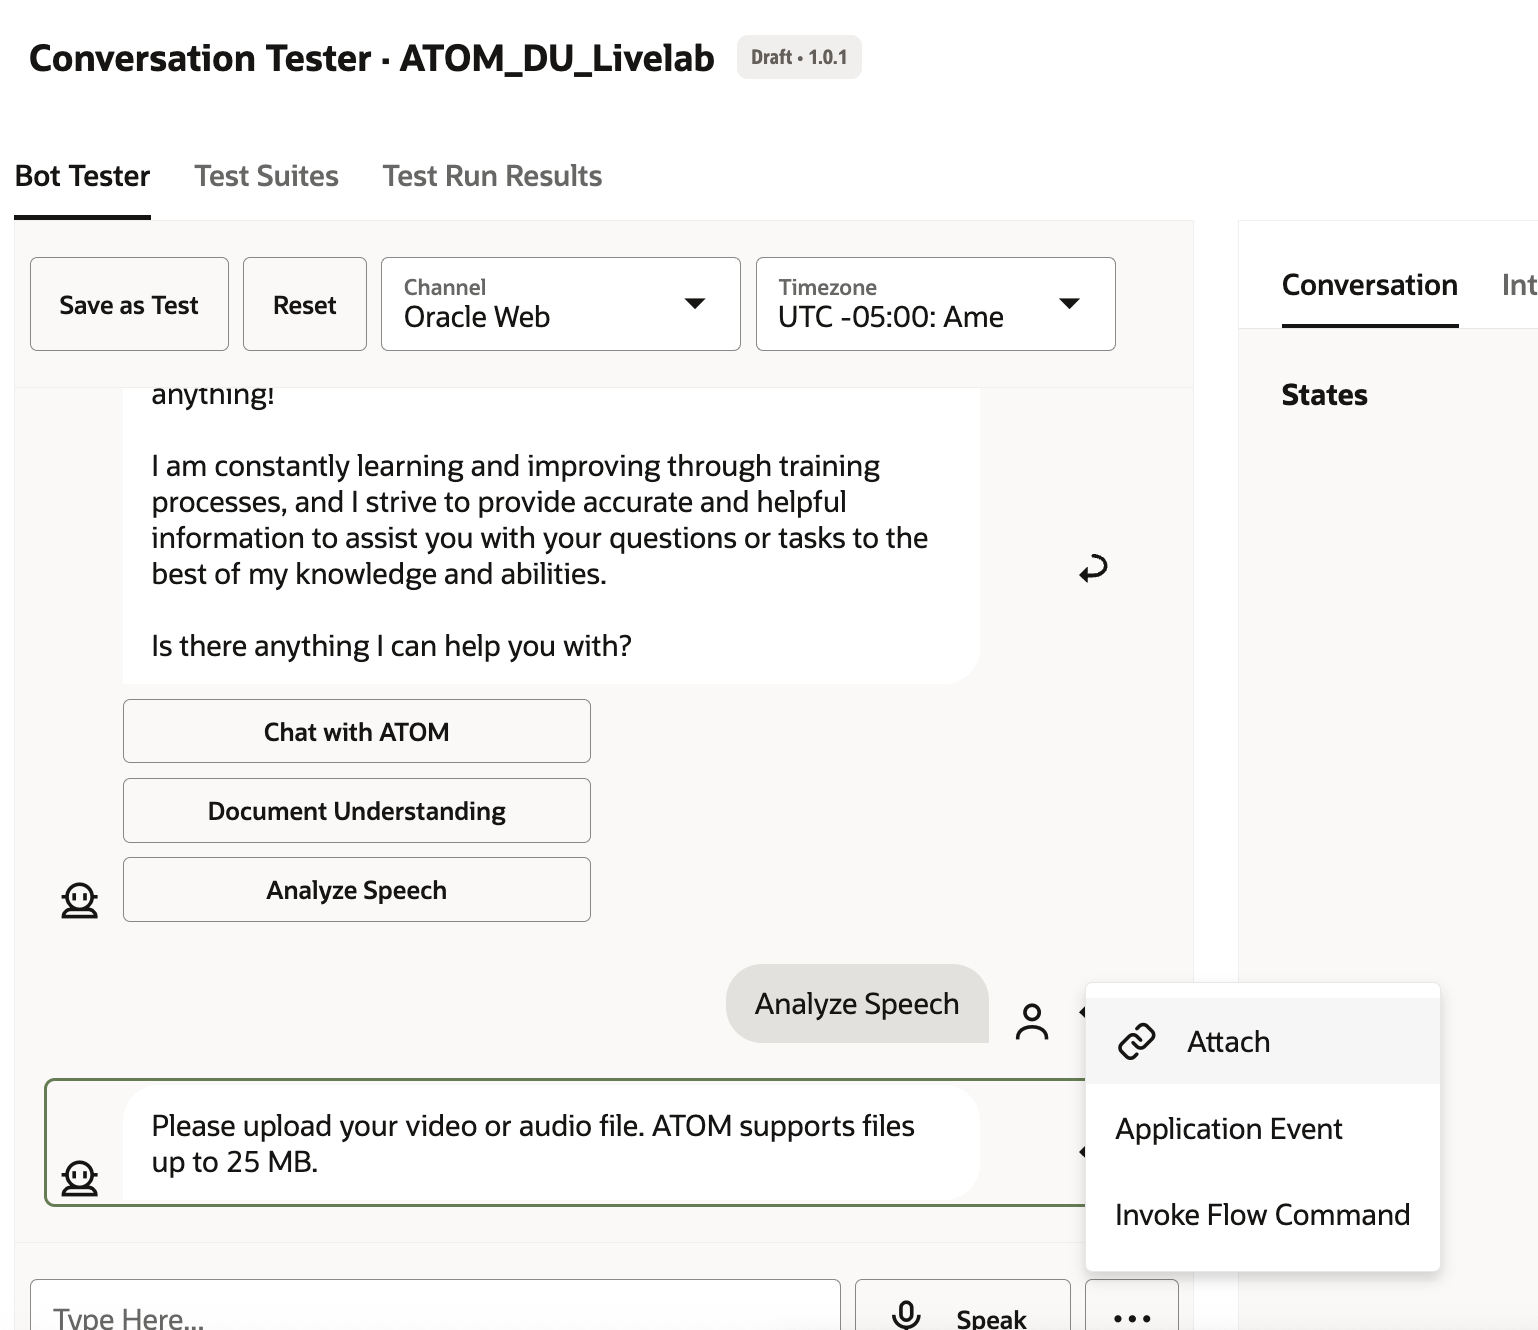 Conversation Tester · ATOM_DU_Livelab
Draft • 1.0.1
Bot Tester
Test Suites
Test Run Results
Save as Test
Reset
Channel
Oracle Web
Timezone
UTC -05:00: Ame
Conversation
Int
States
anything!
I am constantly learning and improving through training
processes, and I strive to provide accurate and helpful
information to assist you with your questions or tasks to the
best of my knowledge and abilities.
Is there anything I can help you with?
Chat with ATOM
Document Understanding
Analyze Speech
Analyze Speech
Please upload your video or audio file. ATOM supports files
up to 25 MB.
Attach
Application Event
Invoke Flow Command
Type Here...
Speak